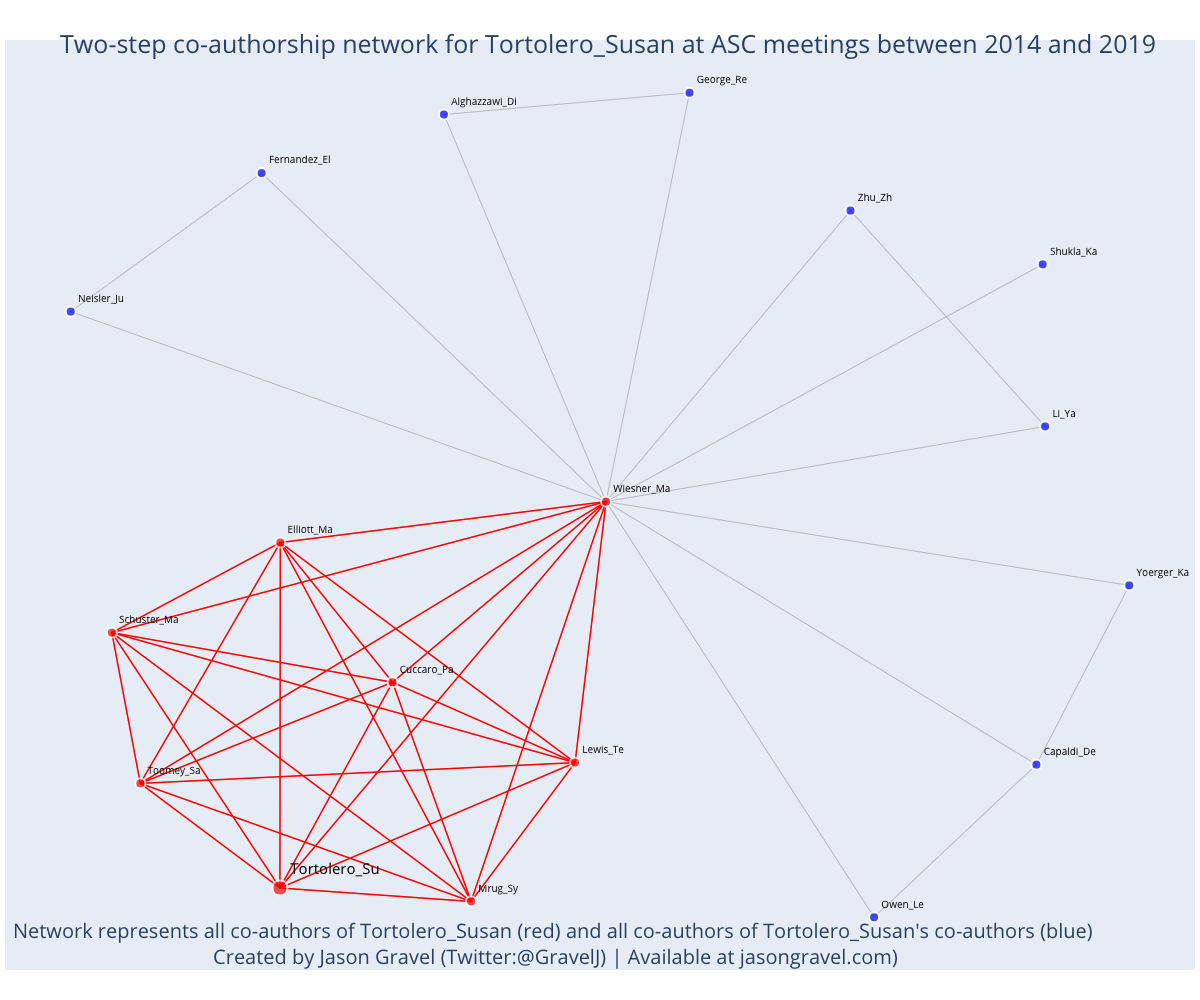 Two-step co-authorship network for Tortolero_Susan at ASC meetings between 2014 and 2019
George_Re
Alghazzawi_Di
Fernandez_El
Zhu_Zh
Shukla_Ka
Neisler_Ju
Li_Ya
Wiesner_Ma
Elliott_Ma
Yoerger_Ka
Schuster_Ma
Cuccaro_Pa
Lewis_Te
Capaldi_De
Toomey_Sa
Tortolero_Su
Mrug_Sy
Owen_Le
Network represents all co-authors of Tortolero_Susan (red) and all co-authors of Tortolero_Susan's co-authors (blue)
Created by Jason Gravel (Twitter:@GravelJ) | Available at jasongravel.com)